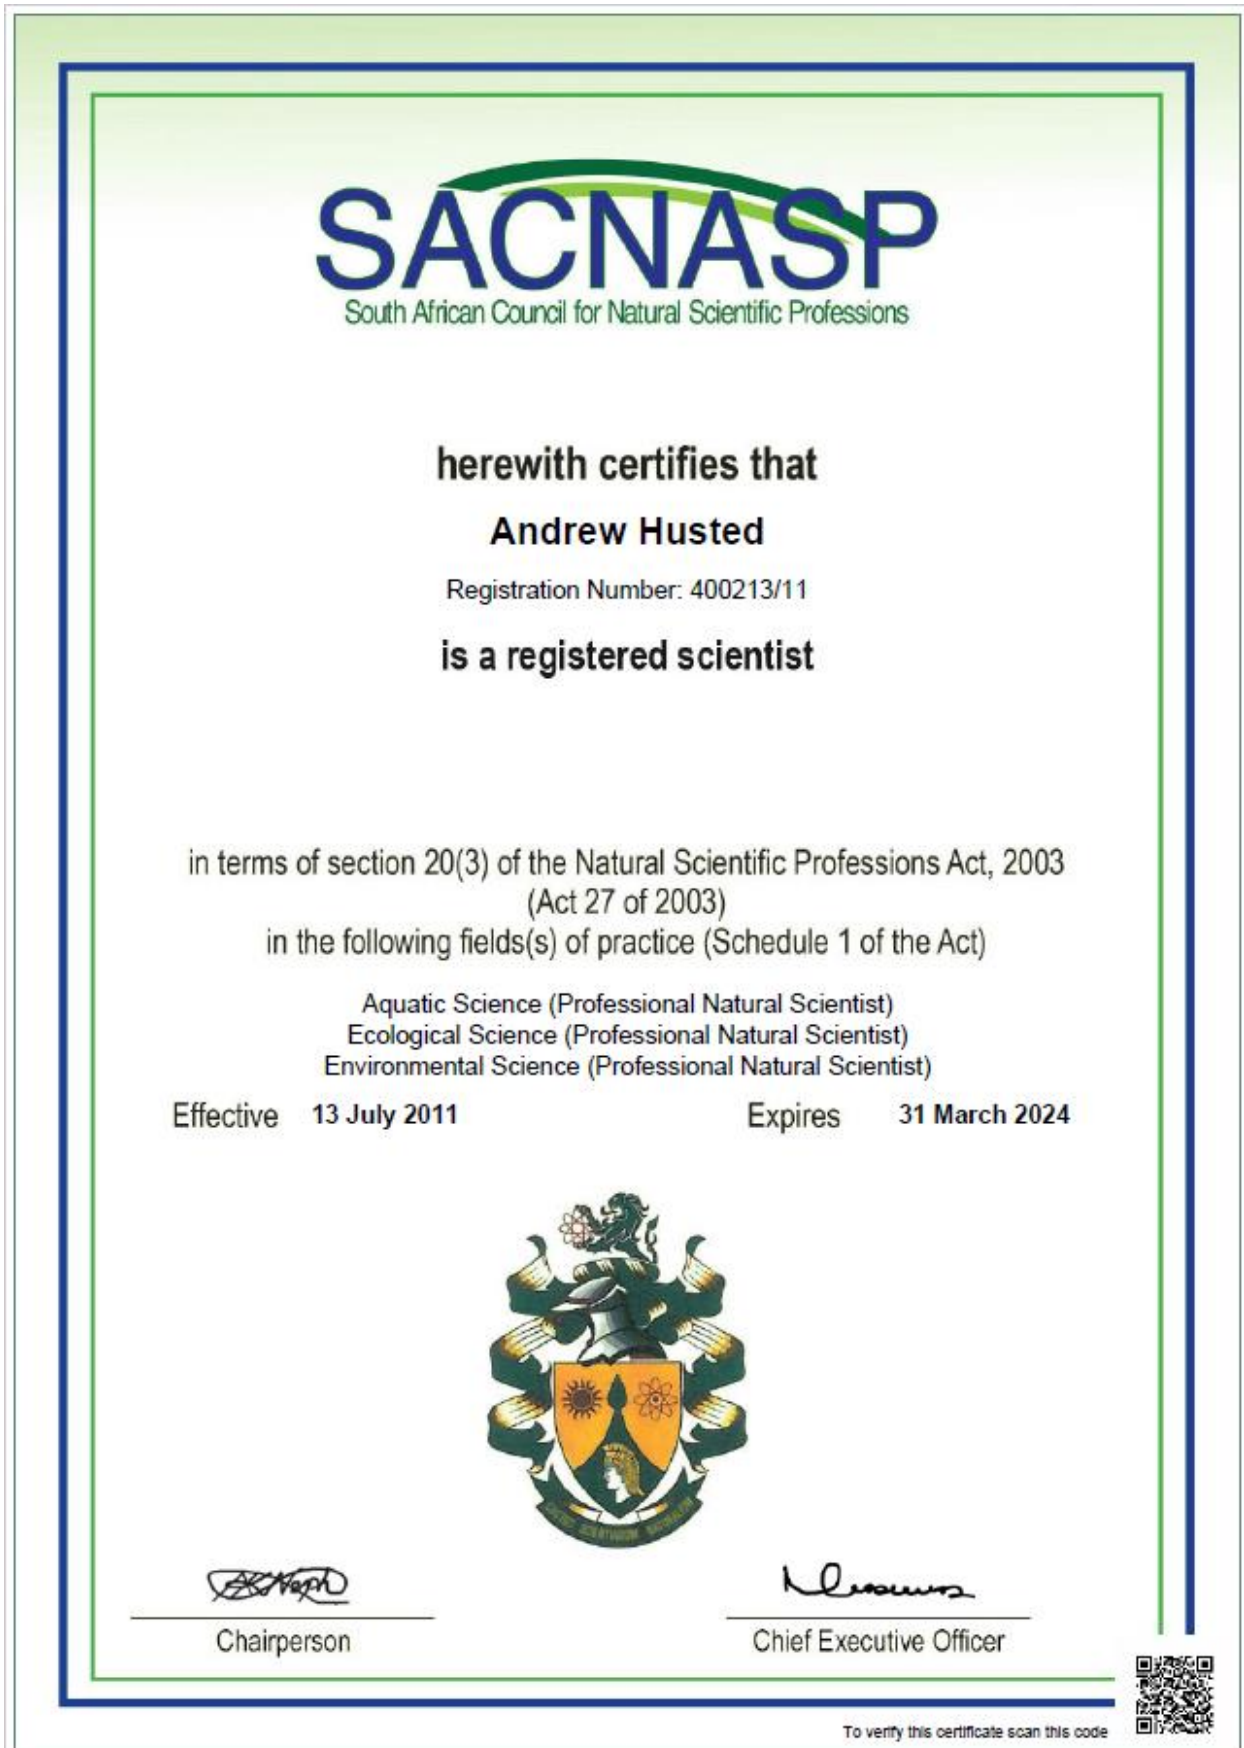 SACNASP
South African Council for Natural Scientific Professions
herewith certifies that
Andrew Husted
Registration Number: 400213/11
is a registered scientist
in terms of section 20(3) of the Natural Scientific Professions Act, 2003
(Act 27 of 2003)
in the following fields(s) of practice (Schedule 1 of the Act)
Aquatic Science (Professional Natural Scientist)
Ecological Science (Professional Natural Scientist)
Environmental Science (Professional Natural Scientist)
Effective 13 July 2011 Expires 31 March 2024
Chairperson Chief Executive Officer
To verify this certificate scan this code